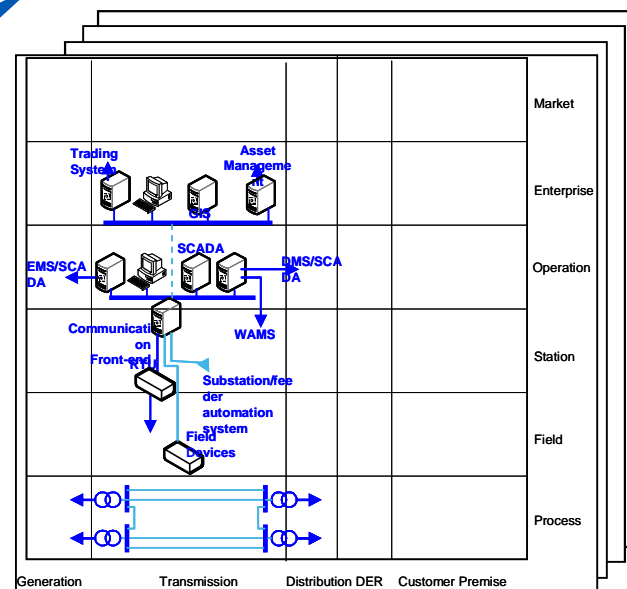 Market
Trading
System
Asset
Manageme
nt
GIS
Enterprise
SCADA
EMS/SCA
DA
DMS/SCA
DA
Operation
WAMS
Communicati
on
Front-end
RTU
Station
Substation/fee
der
automation
system
Field
Devices
Field
Process
Generation Transmission Distribution DER Customer Premise